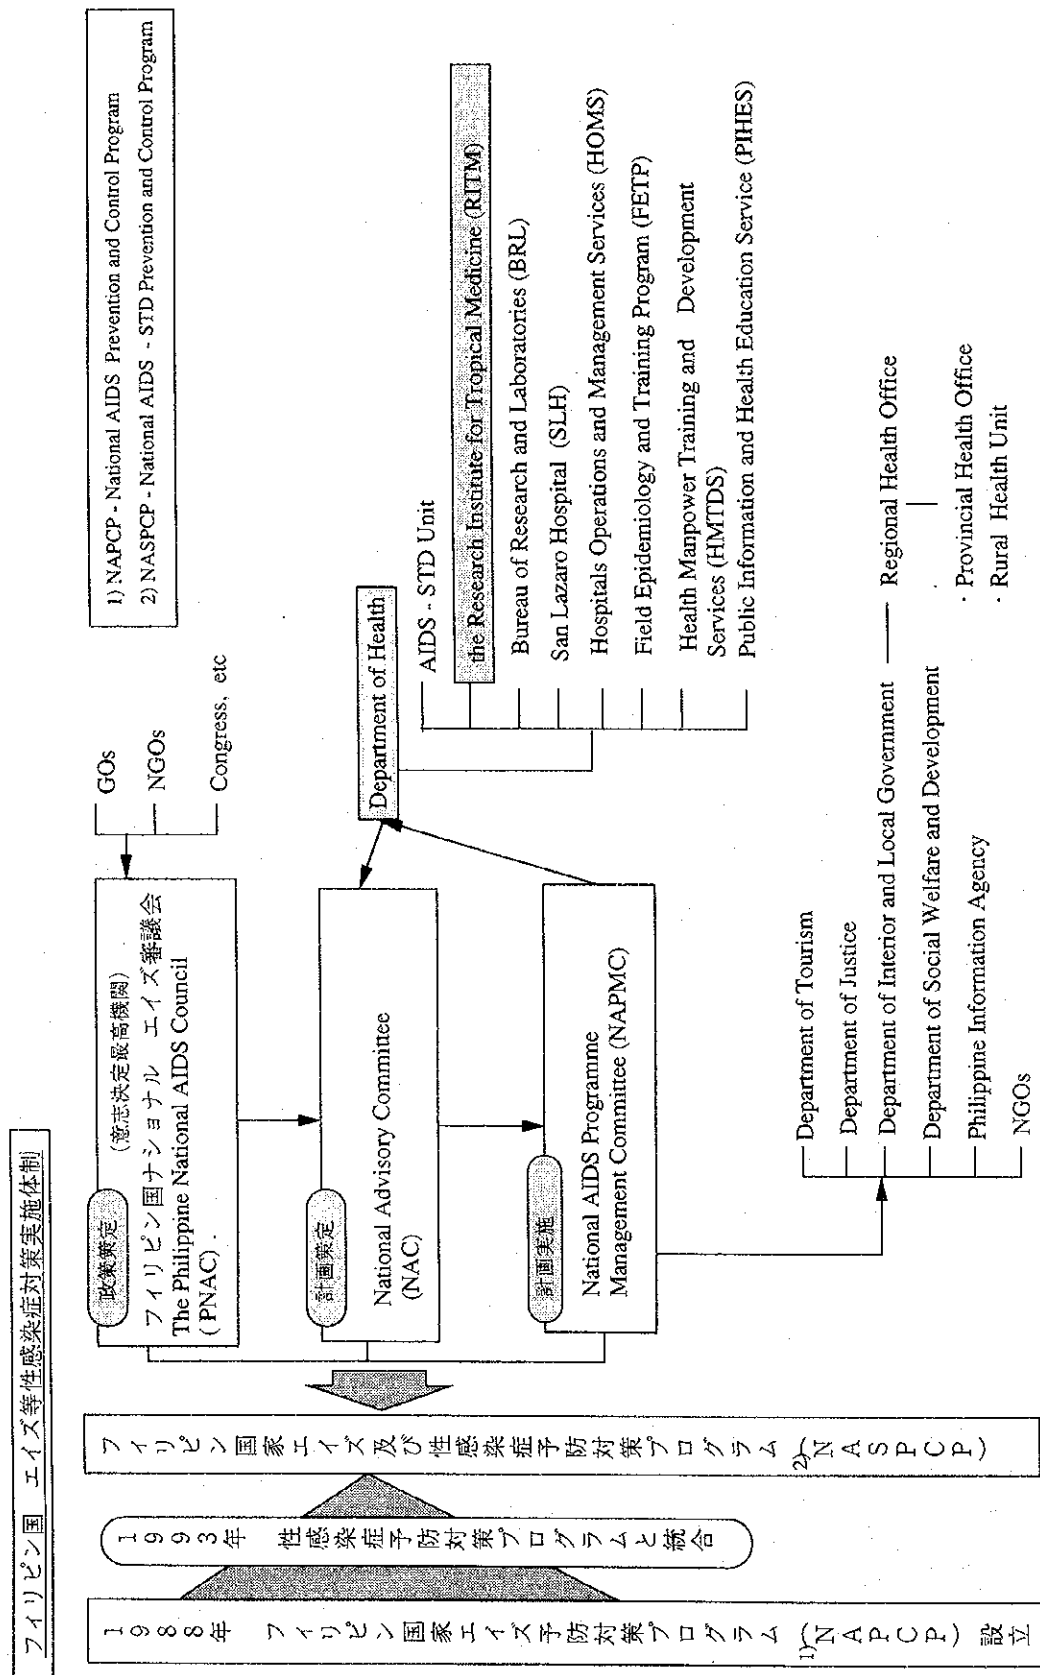 フィリピン国 エイズ等性感染症対策実施体制
1988年 フィリピン国家エイズ予防対策プログラム 1)(NAPCP) 設立
1993年 性感染症予防対策プログラムと統合
フィリピン国家エイズ及び性感染症予防対策プログラム 2)(NASPCP)
政策策定
(意志決定最高機関)
フィリピン国ナショナル エイズ審議会
The Philippine National AIDS Council
( PNAC) .
GOs
NGOs
Congress, etc
計画策定
National Advisory Committee
(NAC)
計画実施
National AIDS Programme
Management Committee (NAPMC)
Department of Health
AIDS - STD Unit
the Research Institute for Tropical Medicine (RITM)
Bureau of Research and Laboratories (BRL)
San Lazaro Hospital (SLH)
Hospitals Operations and Management Services (HOMS)
Field Epidemiology and Training Program (FETP)
Health Manpower Training and Development
Services (HMTDS)
Public Information and Health Education Service (PIHES)
Department of Tourism
Department of Justice
Department of Interior and Local Government
Regional Health Office
· Provincial Health Office
· Rural Health Unit
Department of Social Welfare and Development
Philippine Information Agency
NGOs
1) NAPCP - National AIDS Prevention and Control Program
2) NASPCP - National AIDS - STD Prevention and Control Program